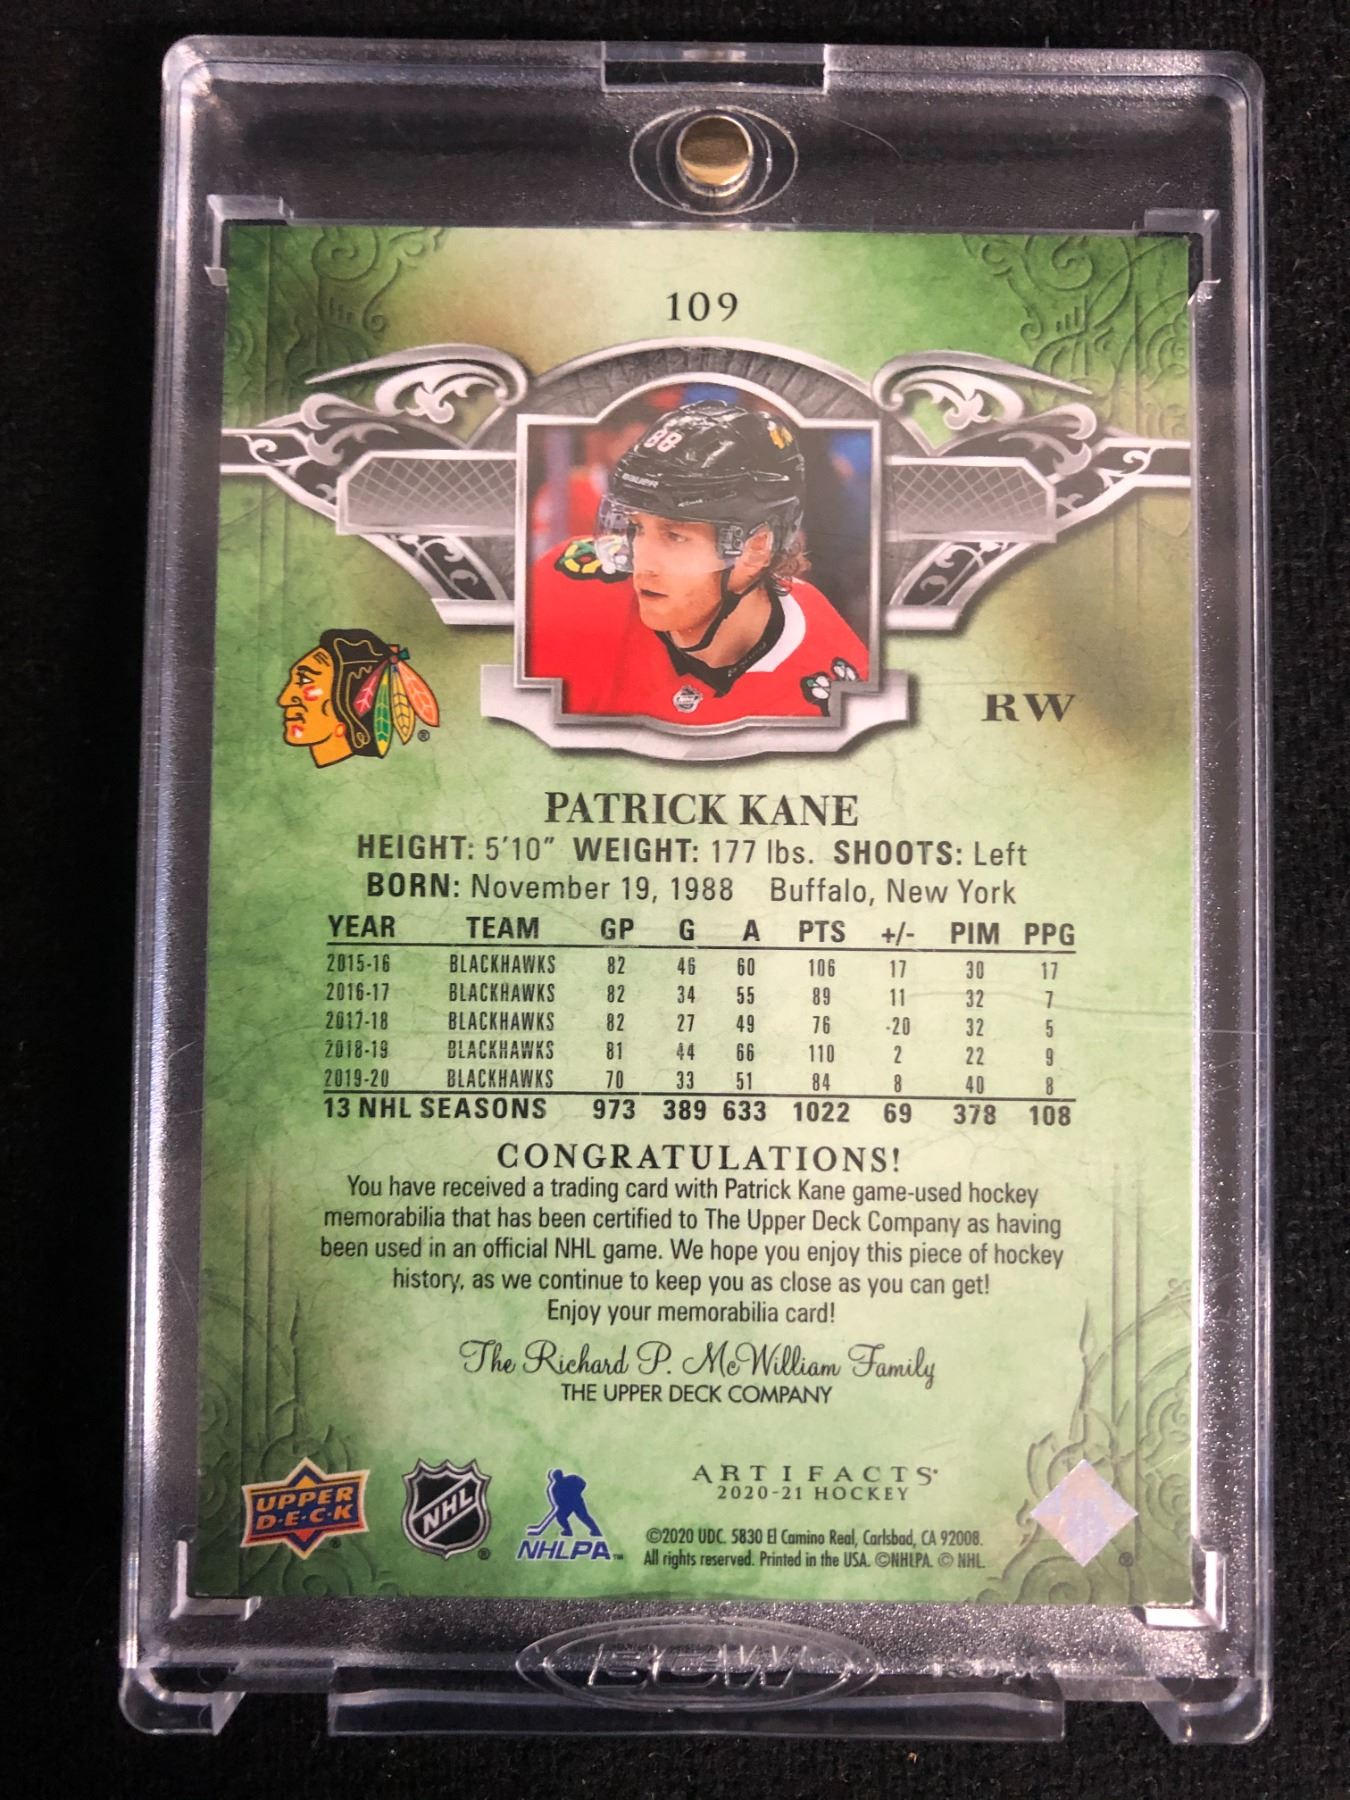 109
88
BAUER
RW
PATRICK KANE
HEIGHT: 5'10" WEIGHT: 177 lbs. SHOOTS: Left
BORN: November 19, 1988 Buffalo, New York
YEAR TEAM GP G A PTS +/- PIM PPG
2015-16 BLACKHAWKS 82 46 60 106 17 30 17
2016-17 BLACKHAWKS 82 34 55 89 11 32 7
2017-18 BLACKHAWKS 82 27 49 76 -20 32 5
2018-19 BLACKHAWKS 81 44 66 110 2 22 9
2019-20 BLACKHAWKS 70 33 51 84 8 40 8
13 NHL SEASONS 973 389 633 1022 69 378 108
CONGRATULATIONS!
You have received a trading card with Patrick Kane game-used hockey
memorabilia that has been certified to The Upper Deck Company as having
been used in an official NHL game. We hope you enjoy this piece of hockey
history, as we continue to keep you as close as you can get!
Enjoy your memorabilia card!
The Richard P. McWilliam Family
THE UPPER DECK COMPANY
UPPER
D·E·C·K
®
NHL
®
NHLPA™
ARTIFACTS®
2020-21 HOCKEY
©2020 UDC. 5830 El Camino Real, Carlsbad, CA 92008.
All rights reserved. Printed in the USA. ©NHLPA. © NHL.
®
BCW